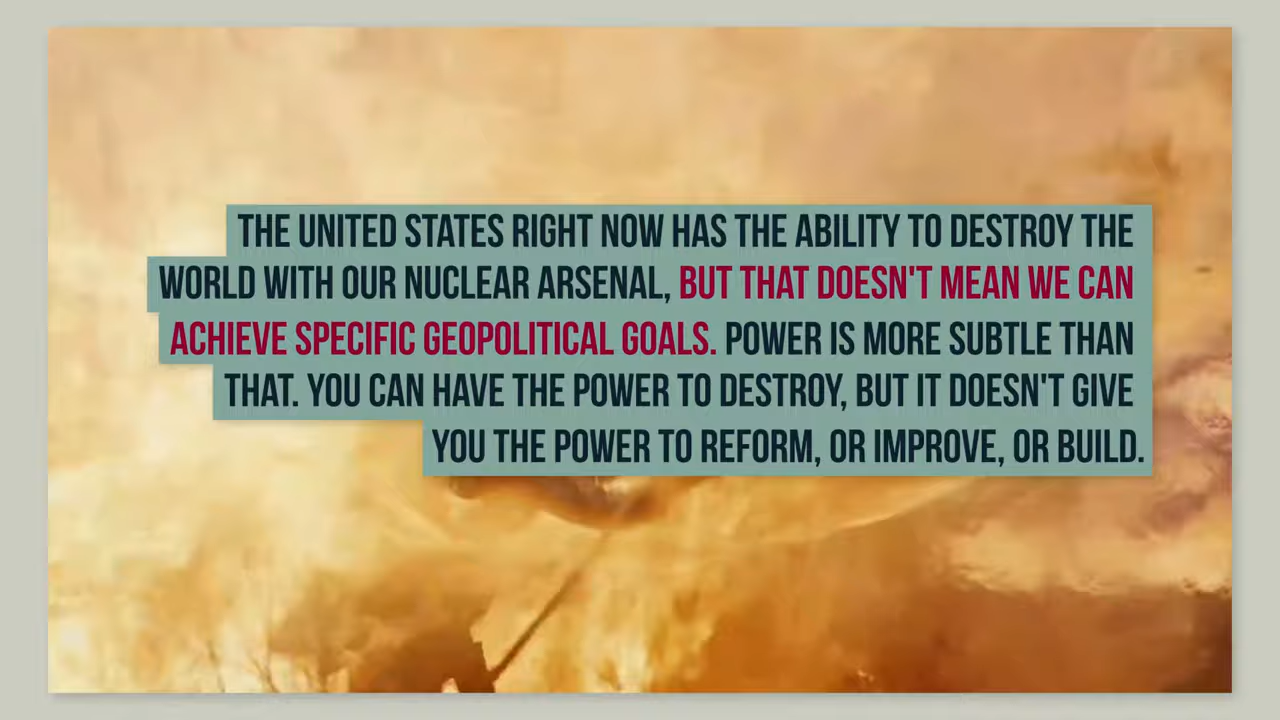 THE UNITED STATES RIGHT NOW HAS THE ABILITY TO DESTROY THE
WORLD WITH OUR NUCLEAR ARSENAL, BUT THAT DOESN'T MEAN WE CAN
ACHIEVE SPECIFIC GEOPOLITICAL GOALS. POWER IS MORE SUBTLE THAN
THAT. YOU CAN HAVE THE POWER TO DESTROY, BUT IT DOESN'T GIVE
YOU THE POWER TO REFORM, OR IMPROVE, OR BUILD.